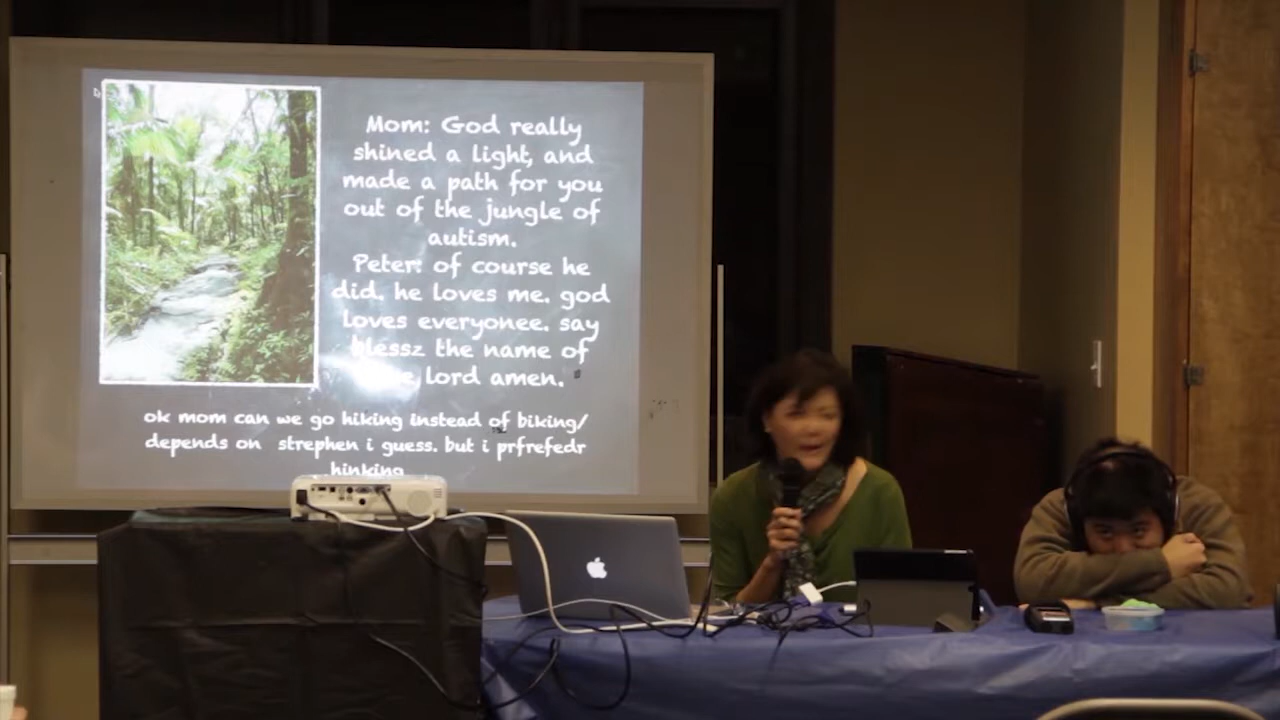 Mom: God really
shined a light, and
made a path for you
out of the jungle of
autism.
Peter: of course he
did. he loves me. god
loves everyonee. say
blessz the name of
lord amen.
ok mom can we go hiking instead of biking/
depends on strephen i guess. but i prfrefedr
hinking